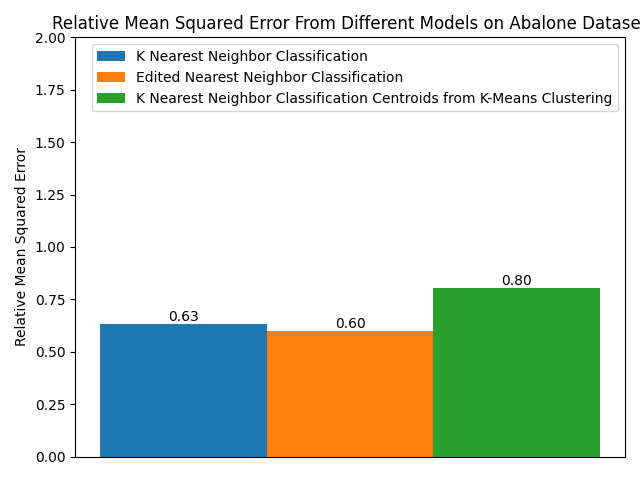 Relative Mean Squared Error From Different Models on Abalone Datase
2.00
K Nearest Neighbor Classification
Edited Nearest Neighbor Classification
K Nearest Neighbor Classification Centroids from K-Means Clustering
1.75
1.50
1.25
1.00
0.75
0.50
0.25
0.00
Relative Mean Squared Error
0.63
0.60
0.80